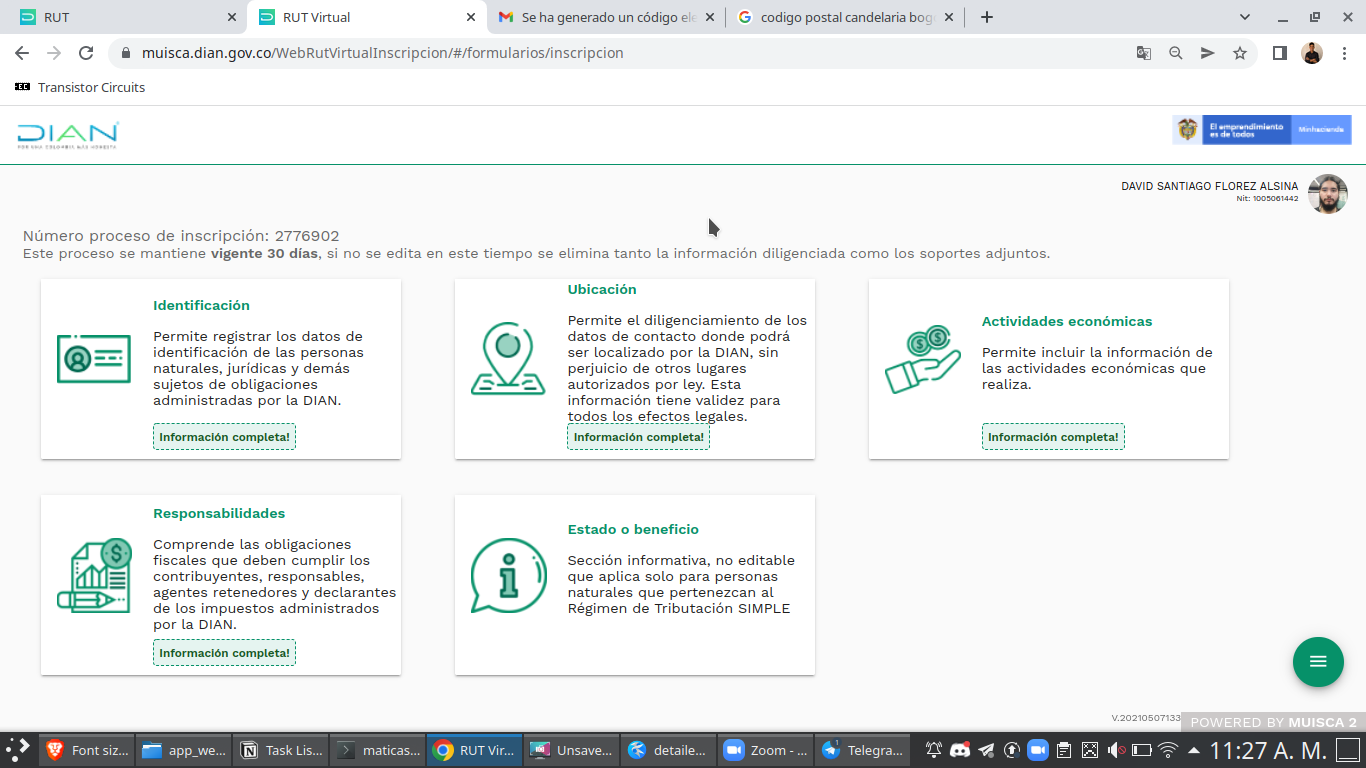 RUT
RUT Virtual
Se ha generado un código ele
codigo postal candelaria bog
muisca.dian.gov.co/WebRutVirtualInscripcion/#/formularios/inscripcion
Transistor Circuits
DIAN
POR UNA COLOMBIA MÁS HONESTA
El emprendimiento
es de todos
Minhacienda
DAVID SANTIAGO FLOREZ ALSINA
Nit: 1005061442
Número proceso de inscripción: 2776902
Este proceso se mantiene vigente 30 días, si no se edita en este tiempo se elimina tanto la información diligenciada como los soportes adjuntos.
Identificación
Permite registrar los datos de
identificación de las personas
naturales, jurídicas y demás
sujetos de obligaciones
administradas por la DIAN.
Información completa!
Ubicación
Permite el diligenciamiento de los
datos de contacto donde podrá
ser localizado por la DIAN, sin
perjuicio de otros lugares
autorizados por ley. Esta
información tiene validez para
todos los efectos legales.
Información completa!
Actividades económicas
Permite incluir la información de
las actividades económicas que
realiza.
Información completa!
Responsabilidades
Comprende las obligaciones
fiscales que deben cumplir los
contribuyentes, responsables,
agentes retenedores y declarantes
de los impuestos administrados
por la DIAN.
Información completa!
Estado o beneficio
Sección informativa, no editable
que aplica solo para personas
naturales que pertenezcan al
Régimen de Tributación SIMPLE
V.20210507133
POWERED BY MUISCA 2
Font siz...
app_we...
Task Lis...
maticas...
RUT Vir...
Unsave...
detaile...
Zoom - ...
Telegra...
11:27 A. M.